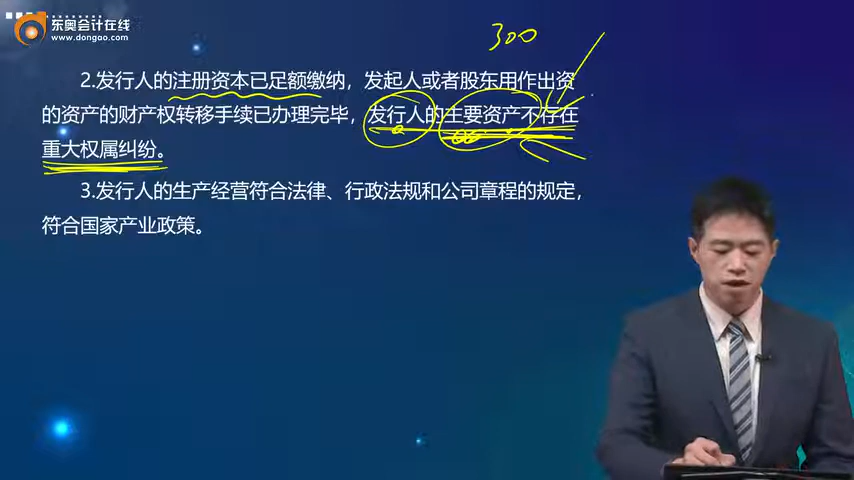 东奥会计在线
www.dongao.com
300
2.发行人的注册资本已足额缴纳，发起人或者股东用作出资
的资产的财产权转移手续已办理完毕，发行人的主要资产不存在
重大权属纠纷。
3.发行人的生产经营符合法律、行政法规和公司章程的规定，
符合国家产业政策。